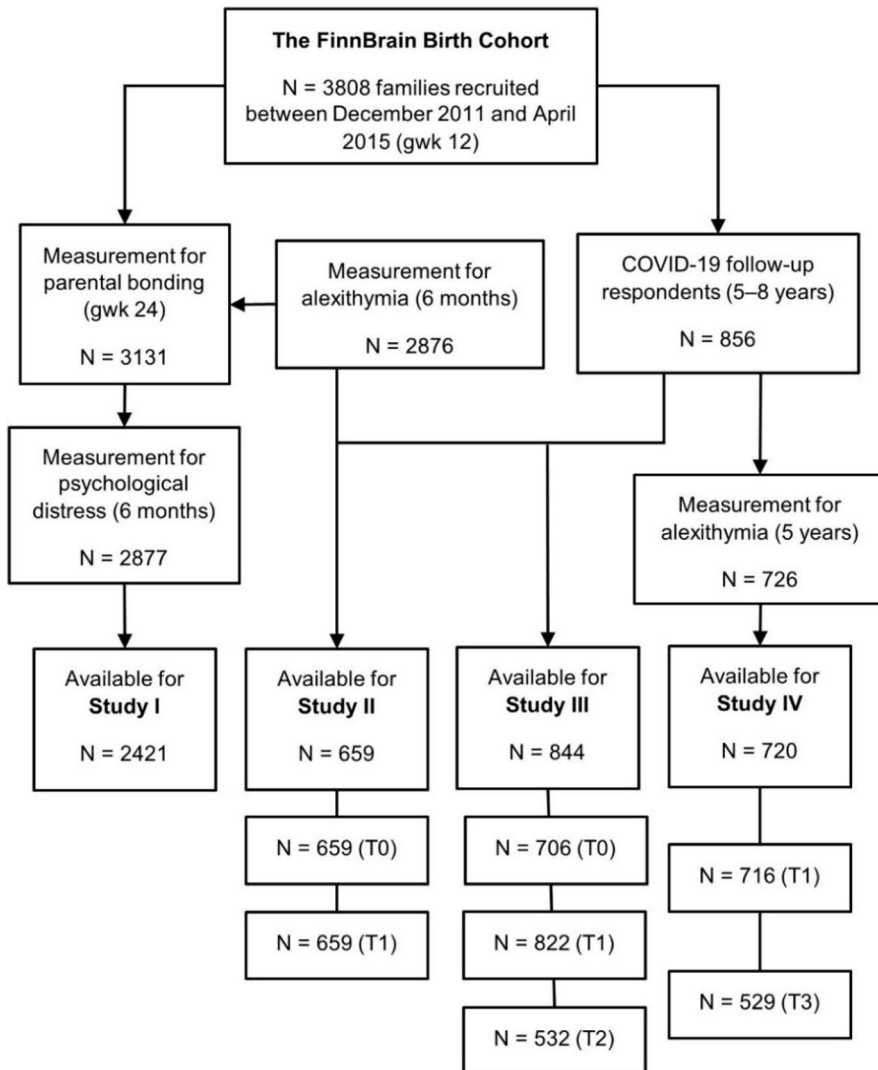 The FinnBrain Birth Cohort
N = 3808 families recruited
between December 2011 and April
2015 (gwk 12)
Measurement for
parental bonding
(gwk 24)
N = 3131
Measurement for
alexithymia (6 months)
N = 2876
COVID-19 follow-up
respondents (5–8 years)
N = 856
Measurement for
psychological
distress (6 months)
N = 2877
Measurement for
alexithymia (5 years)
N = 726
Available for
Study I
N = 2421
Available for
Study II
N = 659
Available for
Study III
N = 844
Available for
Study IV
N = 720
N = 659 (T0)
N = 659 (T1)
N = 706 (T0)
N = 822 (T1)
N = 532 (T2)
N = 716 (T1)
N = 529 (T3)